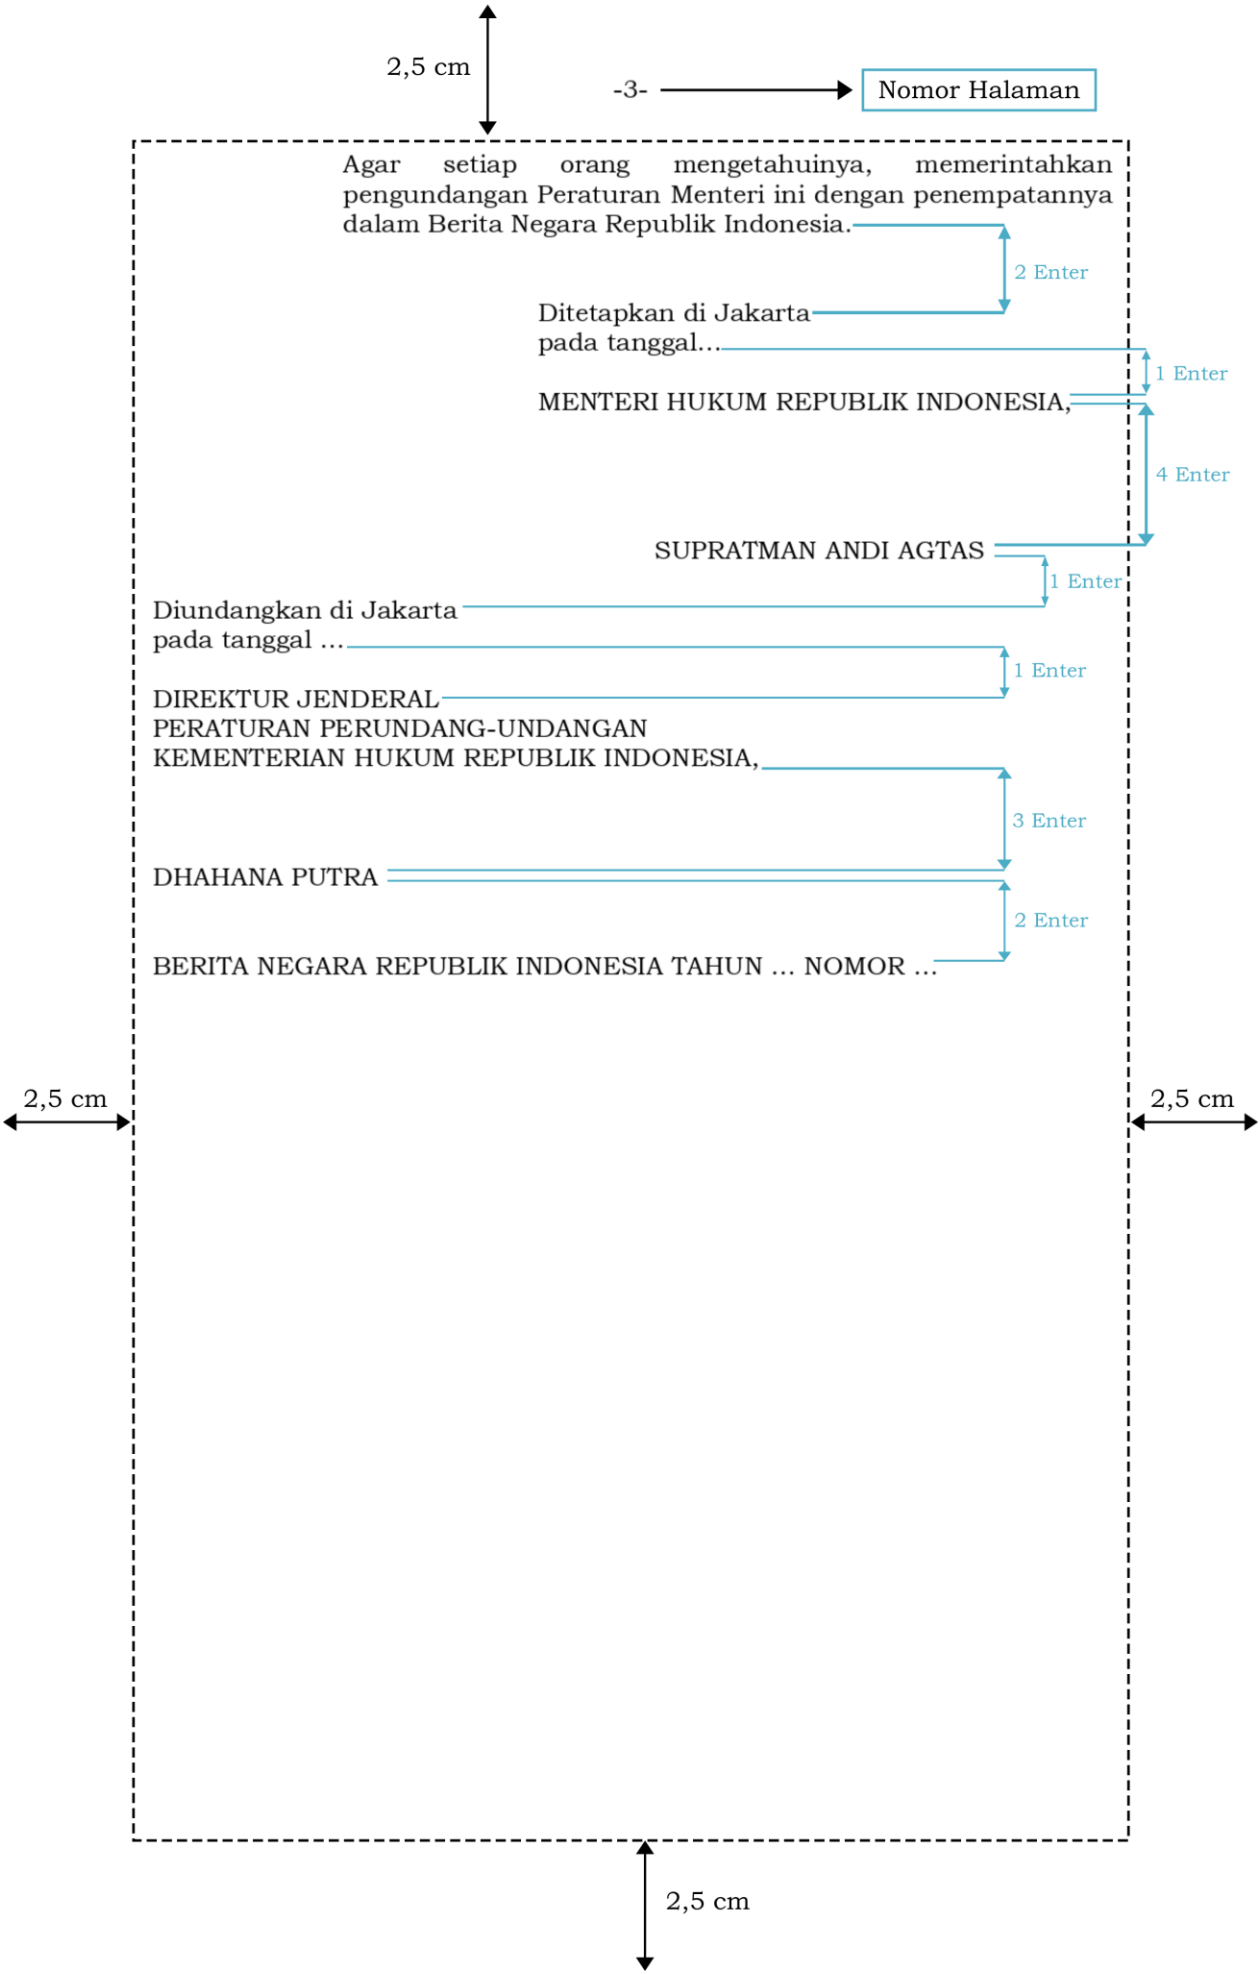 2,5 cm
-3- Nomor Halaman
Agar setiap orang mengetahuinya, memerintahkan
pengundangan Peraturan Menteri ini dengan penempatannya
dalam Berita Negara Republik Indonesia.
2 Enter
Ditetapkan di Jakarta
pada tanggal...
1 Enter
MENTERI HUKUM REPUBLIK INDONESIA,
4 Enter
SUPRATMAN ANDI AGTAS
1 Enter
Diundangkan di Jakarta
pada tanggal ...
1 Enter
DIREKTUR JENDERAL
PERATURAN PERUNDANG-UNDANGAN
KEMENTERIAN HUKUM REPUBLIK INDONESIA,
3 Enter
DHAHANA PUTRA
2 Enter
BERITA NEGARA REPUBLIK INDONESIA TAHUN ... NOMOR ...
2,5 cm
2,5 cm
2,5 cm